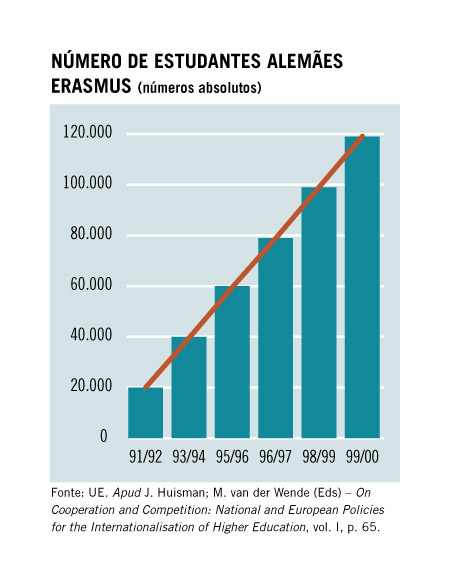 NÚMERO DE ESTUDANTES ALEMÃES
ERASMUS (números absolutos)
120.000
100.000
80.000
60.000
40.000
20.000
0
91/92 93/94 95/96 96/97 98/99 99/00
Fonte: UE. Apud J. Huisman; M. van der Wende (Eds) – On
Cooperation and Competition: National and European Policies
for the Internationalisation of Higher Education, vol. I, p. 65.